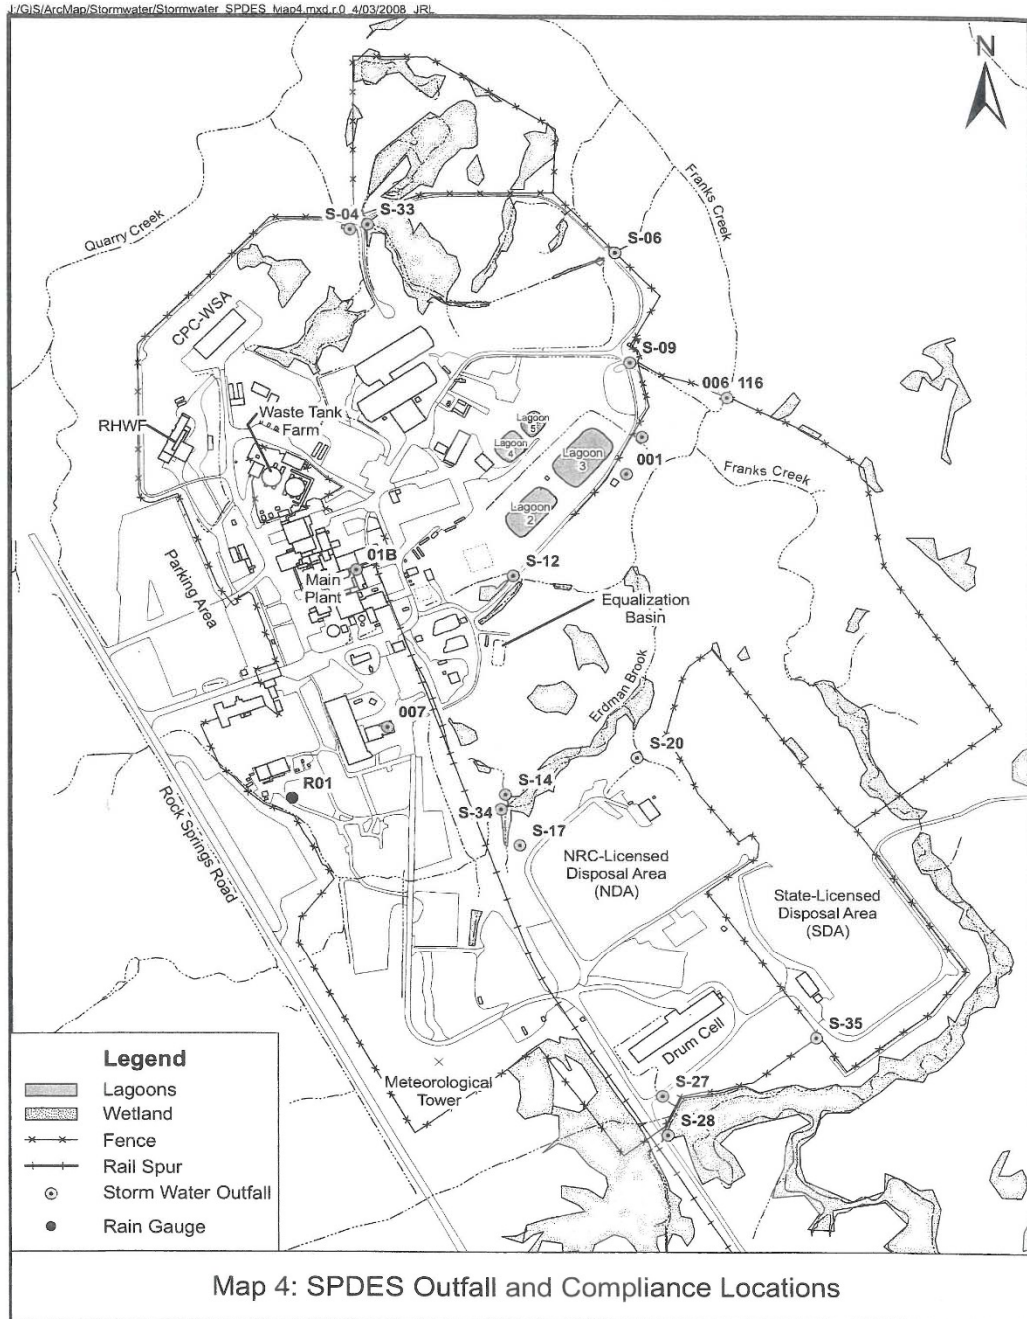 J:/GIS/ArcMap/Stormwater/Stormwater_SPDES_Map4.mxd,r.0_4/03/2008_JRL
N
S-04
S-33
Quarry Creek
Franks Creek
S-06
CPC-WSA
S-09
006
116
RHWF
Waste Tank
Farm
Lagoon
5
Lagoon
4
Lagoon
3
001
Franks Creek
Lagoon
2
01B
Main
Plant
S-12
Parking Area
Equalization
Basin
Erdman Brook
007
S-20
R01
S-14
S-34
Rock Springs Road
S-17
NRC-Licensed
Disposal Area
(NDA)
State-Licensed
Disposal Area
(SDA)
Drum Cell
S-35
Meteorological
Tower
S-27
S-28
Legend
Lagoons
Wetland
Fence
Rail Spur
Storm Water Outfall
Rain Gauge
Map 4: SPDES Outfall and Compliance Locations